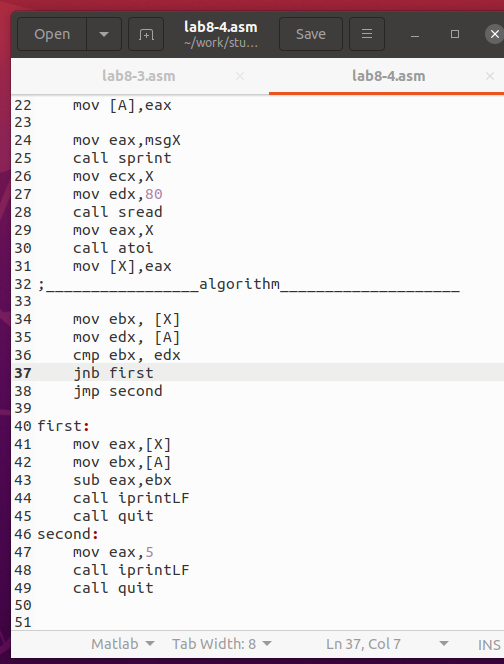 Open lab8-4.asm Save
~/work/stu...
lab8-3.asm × lab8-4.asm ×
22 mov [A],eax
23
24 mov eax,msgX
25 call sprint
26 mov ecx,X
27 mov edx,80
28 call sread
29 mov eax,X
30 call atoi
31 mov [X],eax
32 ;_________________algorithm____________________
33
34 mov ebx, [X]
35 mov edx, [A]
36 cmp ebx, edx
37 jnb first
38 jmp second
39
40 first:
41 mov eax,[X]
42 mov ebx,[A]
43 sub eax,ebx
44 call iprintLF
45 call quit
46 second:
47 mov eax,5
48 call iprintLF
49 call quit
50
51
Matlab Tab Width: 8 Ln 37, Col 7 INS